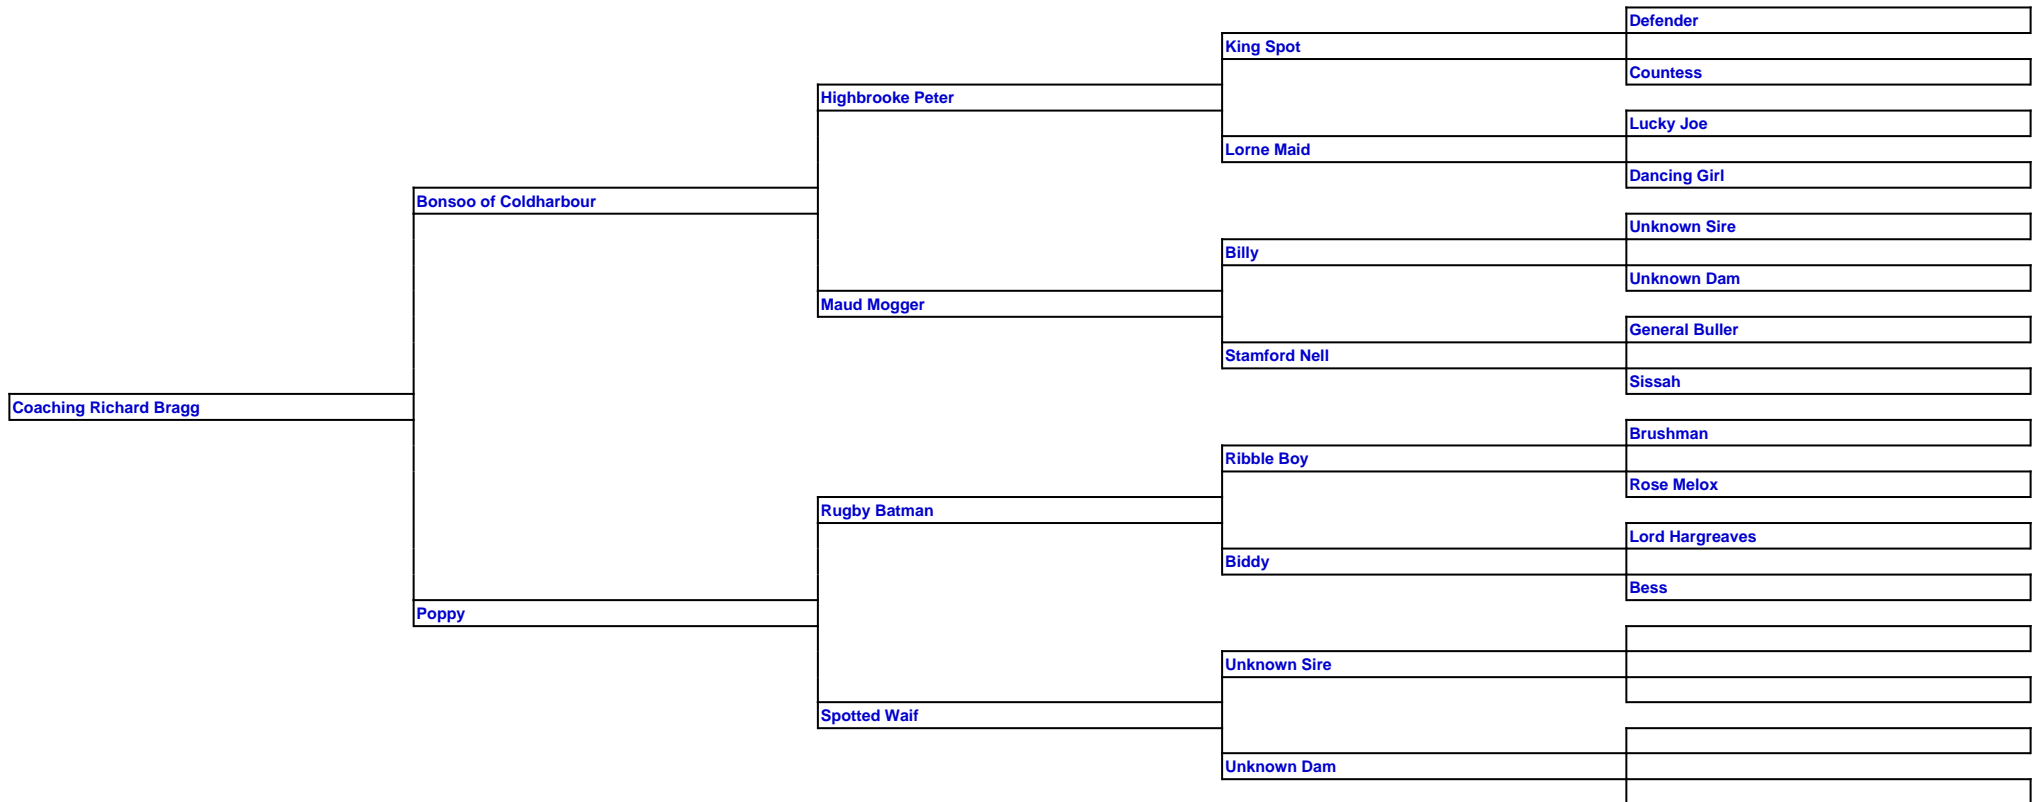 Defender
King Spot
Countess
Highbrooke Peter
Lucky Joe
Lorne Maid
Dancing Girl
Bonsoo of Coldharbour
Unknown Sire
Billy
Unknown Dam
Maud Mogger
General Buller
Stamford Nell
Sissah
Coaching Richard Bragg
Brushman
Ribble Boy
Rose Melox
Rugby Batman
Lord Hargreaves
Biddy
Bess
Poppy
Unknown Sire
Spotted Waif
Unknown Dam